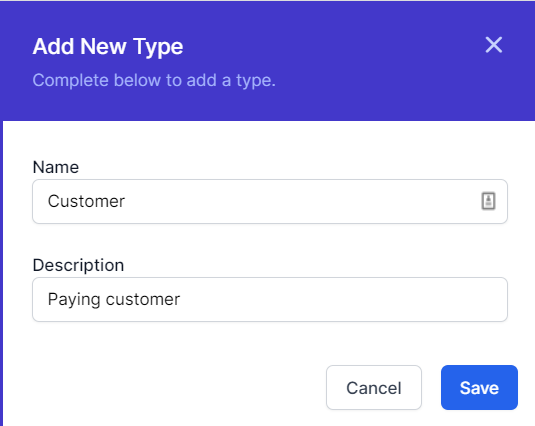 Add New Type
Complete below to add a type.
Name
Customer
Description
Paying customer
Cancel
Save